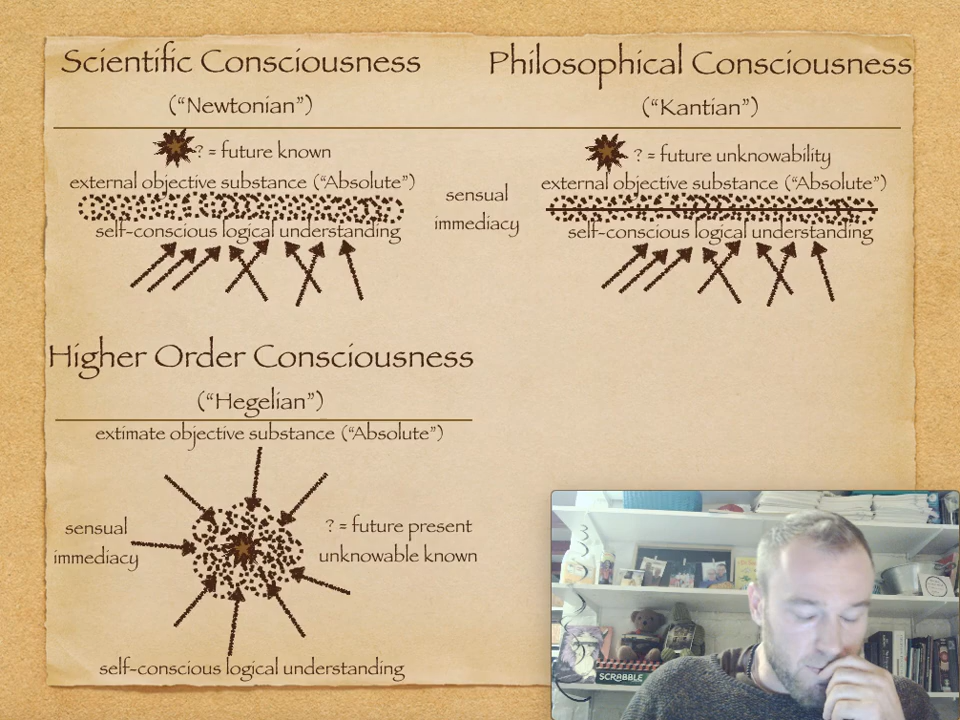 Scientific Consciousness
("Newtonian")
? = future known
external objective substance ("Absolute")
self-conscious logical understanding
sensual
immediacy
Philosophical Consciousness
("Kantian")
? = future unknowability
external objective substance ("Absolute")
self-conscious logical understanding
Higher Order Consciousness
("Hegelian")
extimate objective substance ("Absolute")
sensual
immediacy
? = future present
unknowable known
self-conscious logical understanding
SCRABBLE